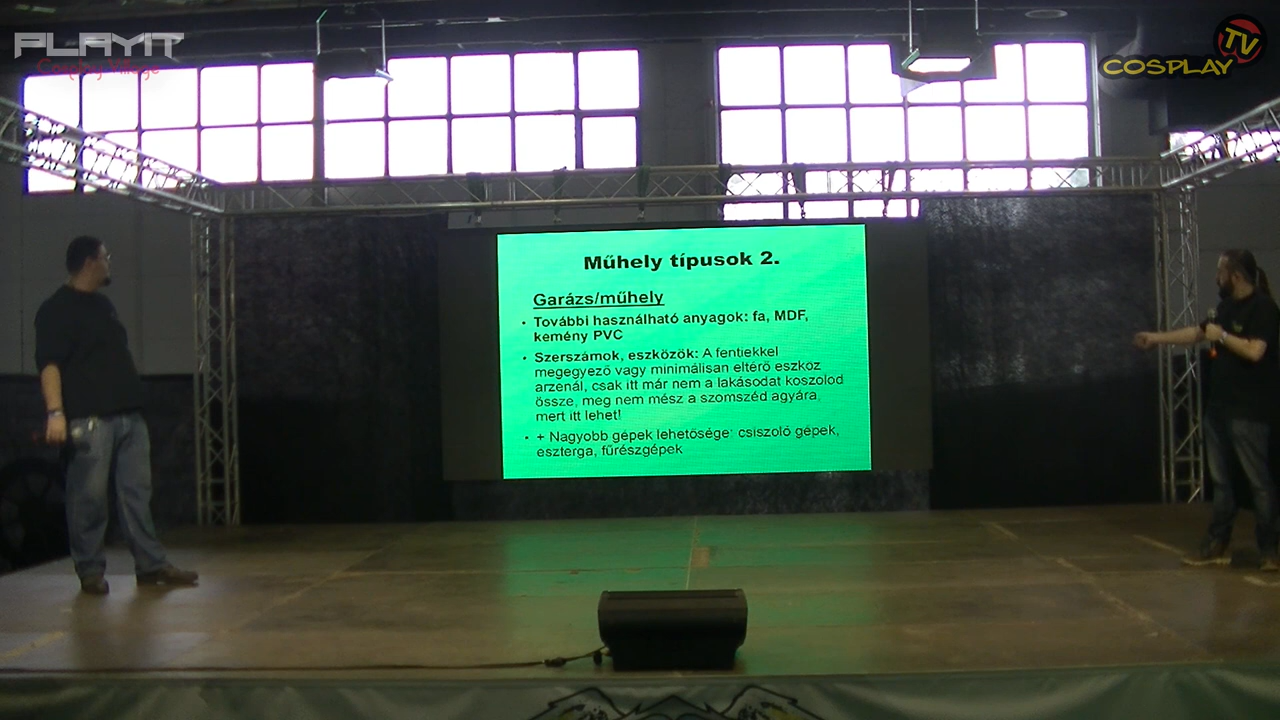 PLAYIT
Cosplay Village
COSPLAY TV
Műhely típusok 2.
Garázs/műhely
• További használható anyagok: fa, MDF,
kemény PVC
• Szerszámok, eszközök: A fentiekkel
megegyező vagy minimálisan eltérő eszköz
arzenál, csak itt már nem a lakásodat koszolod
össze, meg nem mész a szomszéd agyára,
mert itt lehet!
• + Nagyobb gépek lehetősége: csiszoló gépek,
eszterga, fűrészgépek